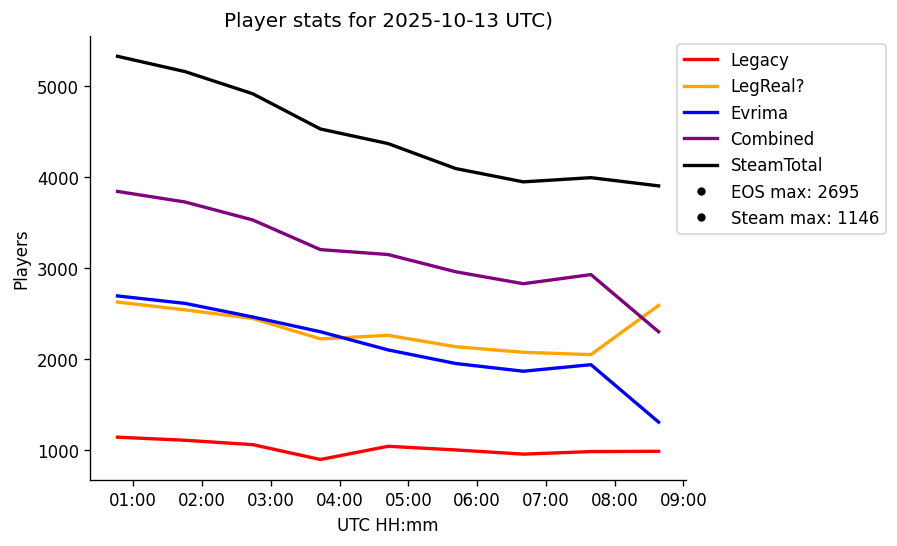 Player stats for 2025-10-13 UTC)
Legacy
LegReal?
Evrima
Combined
SteamTotal
EOS max: 2695
Steam max: 1146
Players
5000
4000
3000
2000
1000
01:00 02:00 03:00 04:00 05:00 06:00 07:00 08:00 09:00
UTC HH:mm